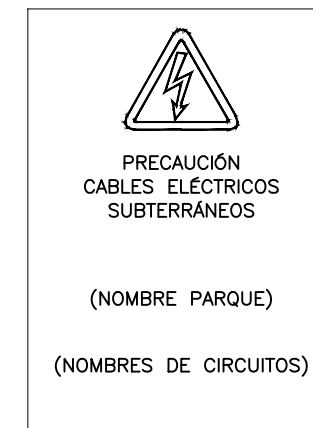 PRECAUCIÓN
CABLES ELÉCTRICOS
SUBTERRÁNEOS
(NOMBRE PARQUE)
(NOMBRES DE CIRCUITOS)